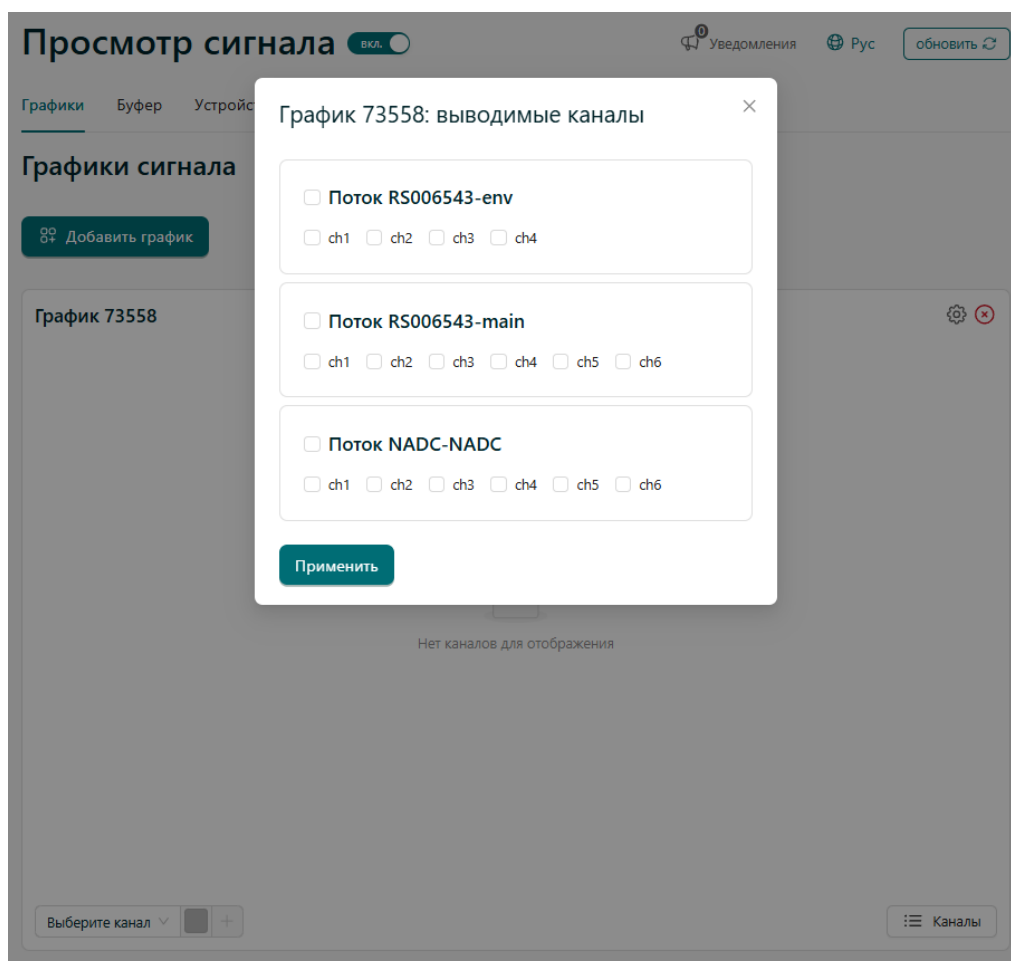 Просмотр сигнала вкл.
0 Уведомления Рус обновить
Графики Буфер Устройс
График 73558: выводимые каналы
Графики сигнала
Поток RS006543-env
ch1 ch2 ch3 ch4
Добавить график
График 73558
Поток RS006543-main
ch1 ch2 ch3 ch4 ch5 ch6
Поток NADC-NADC
ch1 ch2 ch3 ch4 ch5 ch6
Применить
Нет каналов для отображения
Выберите канал + Каналы